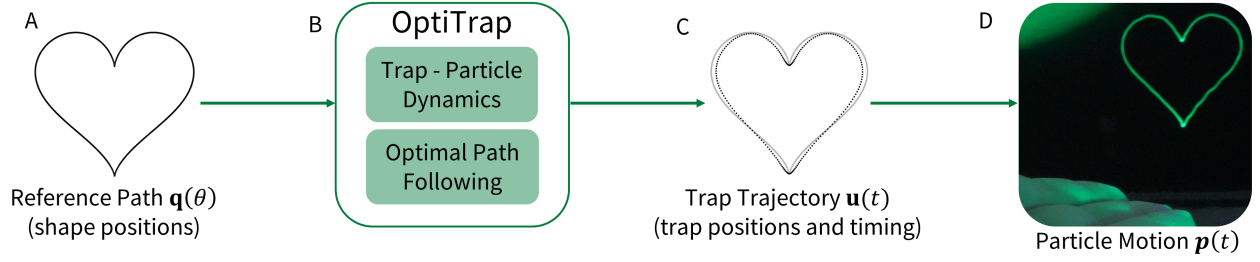 A
Reference Path q(θ)
(shape positions)
B
OptiTrap
Trap - Particle
Dynamics
Optimal Path
Following
C
Trap Trajectory u(t)
(trap positions and timing)
D
Particle Motion p(t)